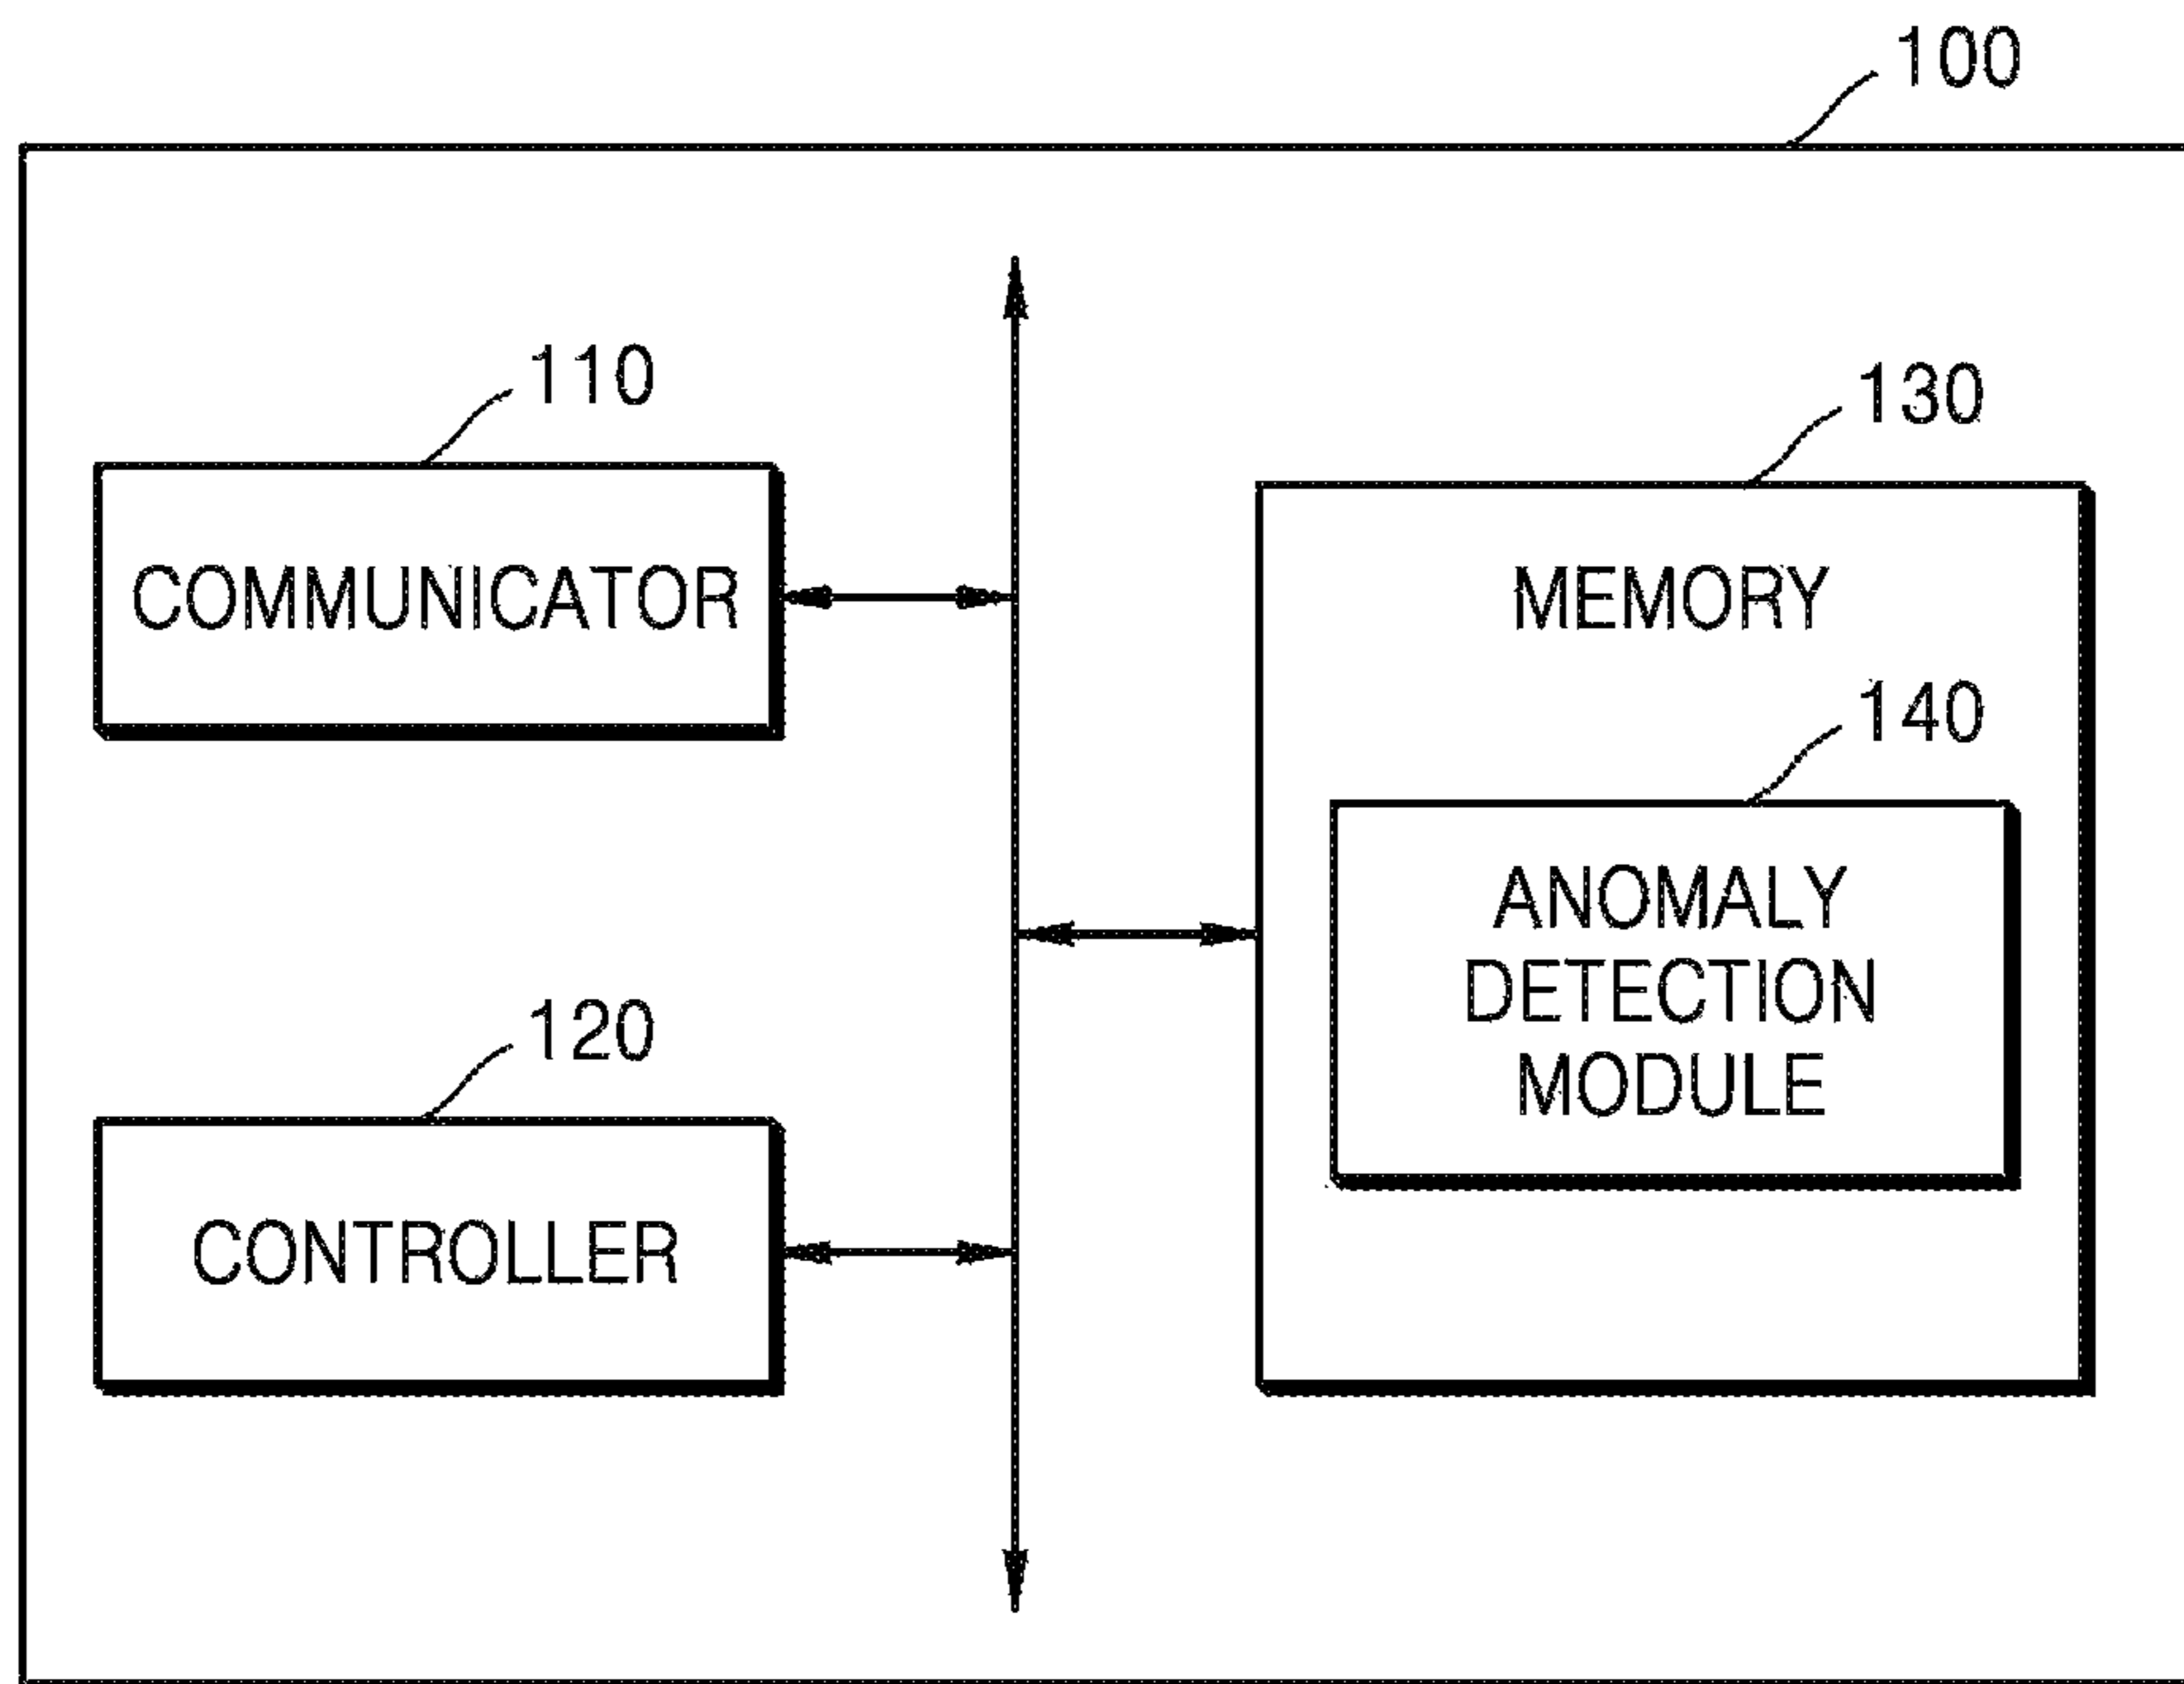 100
110
COMMUNICATOR
120
CONTROLLER
130
MEMORY
140
ANOMALY
DETECTION
MODULE